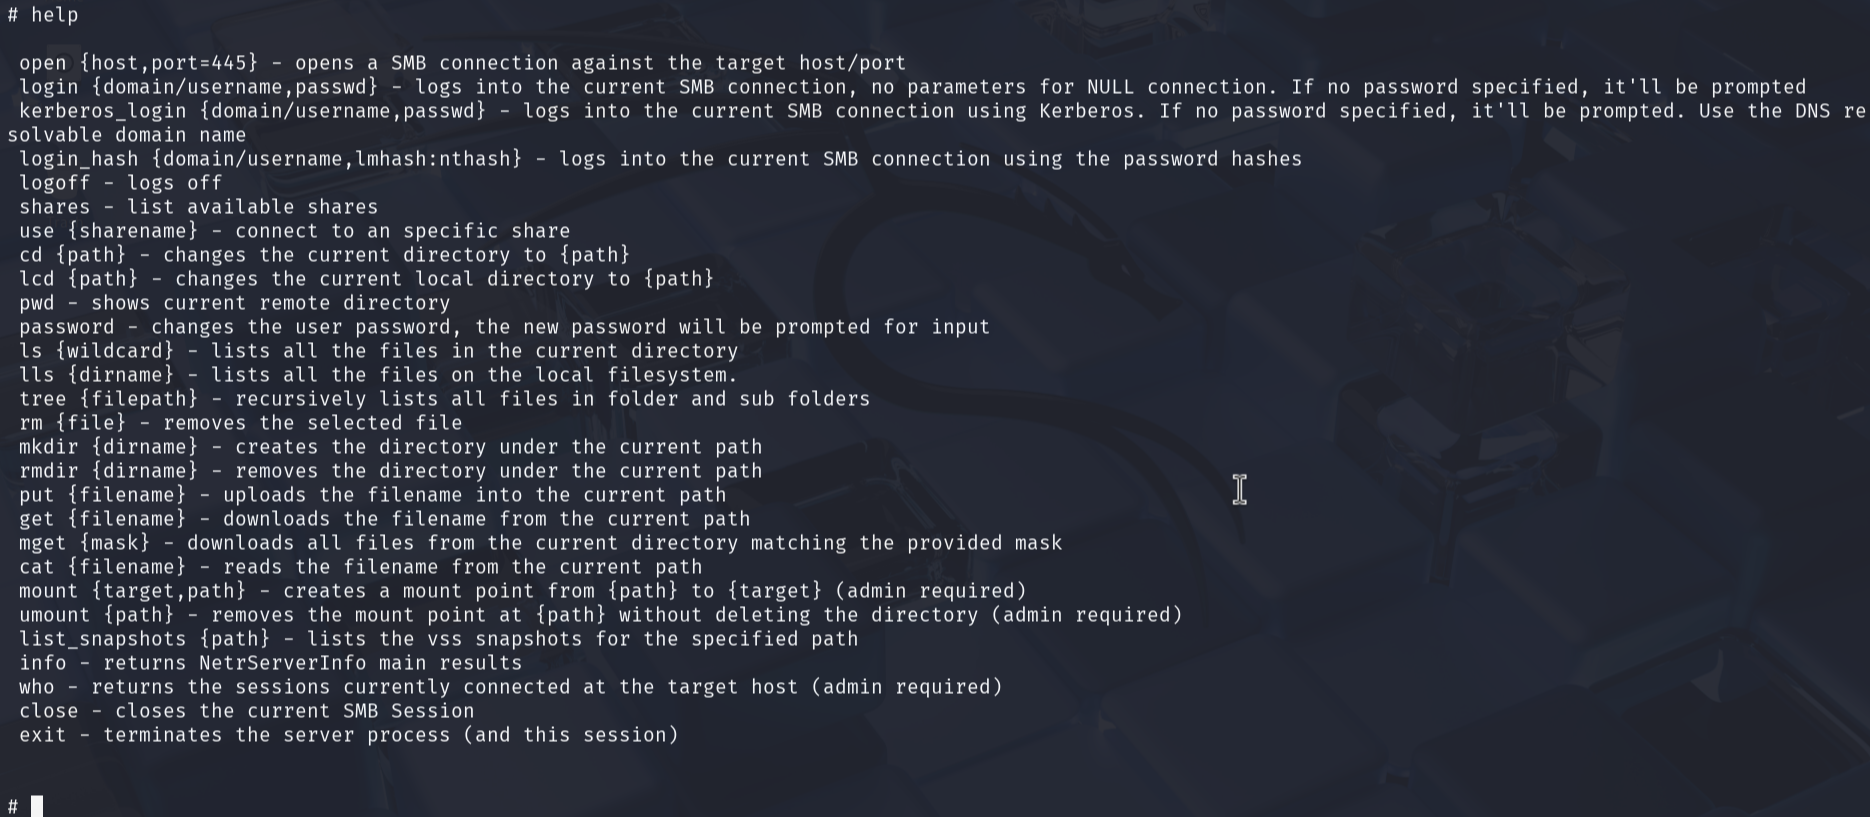 # help
open {host,port=445} - opens a SMB connection against the target host/port
login {domain/username,passwd} - logs into the current SMB connection, no parameters for NULL connection. If no password specified, it'll be prompted
kerberos_login {domain/username,passwd} - logs into the current SMB connection using Kerberos. If no password specified, it'll be prompted. Use the DNS re
solvable domain name
login_hash {domain/username,lmhash:nthash} - logs into the current SMB connection using the password hashes
logoff - logs off
shares - list available shares
use {sharename} - connect to an specific share
cd {path} - changes the current directory to {path}
lcd {path} - changes the current local directory to {path}
pwd - shows current remote directory
password - changes the user password, the new password will be prompted for input
ls {wildcard} - lists all the files in the current directory
lls {dirname} - lists all the files on the local filesystem.
tree {filepath} - recursively lists all files in folder and sub folders
rm {file} - removes the selected file
mkdir {dirname} - creates the directory under the current path
rmdir {dirname} - removes the directory under the current path
put {filename} - uploads the filename into the current path
get {filename} - downloads the filename from the current path
mget {mask} - downloads all files from the current directory matching the provided mask
cat {filename} - reads the filename from the current path
mount {target,path} - creates a mount point from {path} to {target} (admin required)
umount {path} - removes the mount point at {path} without deleting the directory (admin required)
list_snapshots {path} - lists the vss snapshots for the specified path
info - returns NetrServerInfo main results
who - returns the sessions currently connected at the target host (admin required)
close - closes the current SMB Session
exit - terminates the server process (and this session)
#